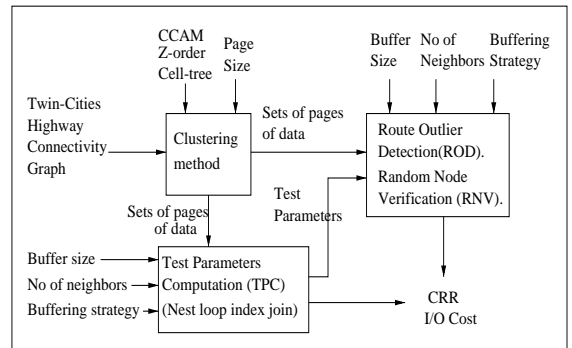 CCAM
Z-order
Cell-tree
Page
Size
Buffer
Size
No of
Neighbors
Buffering
Strategy
Twin-Cities
Highway
Connectivity
Graph
Clustering
method
Sets of pages
of data
Route Outlier
Detection(ROD).
Random Node
Verification (RNV).
Sets of pages
of data
Test
Parameters
Buffer size
No of neighbors
Buffering strategy
Test Parameters
Computation (TPC)
(Nest loop index join)
CRR
I/O Cost